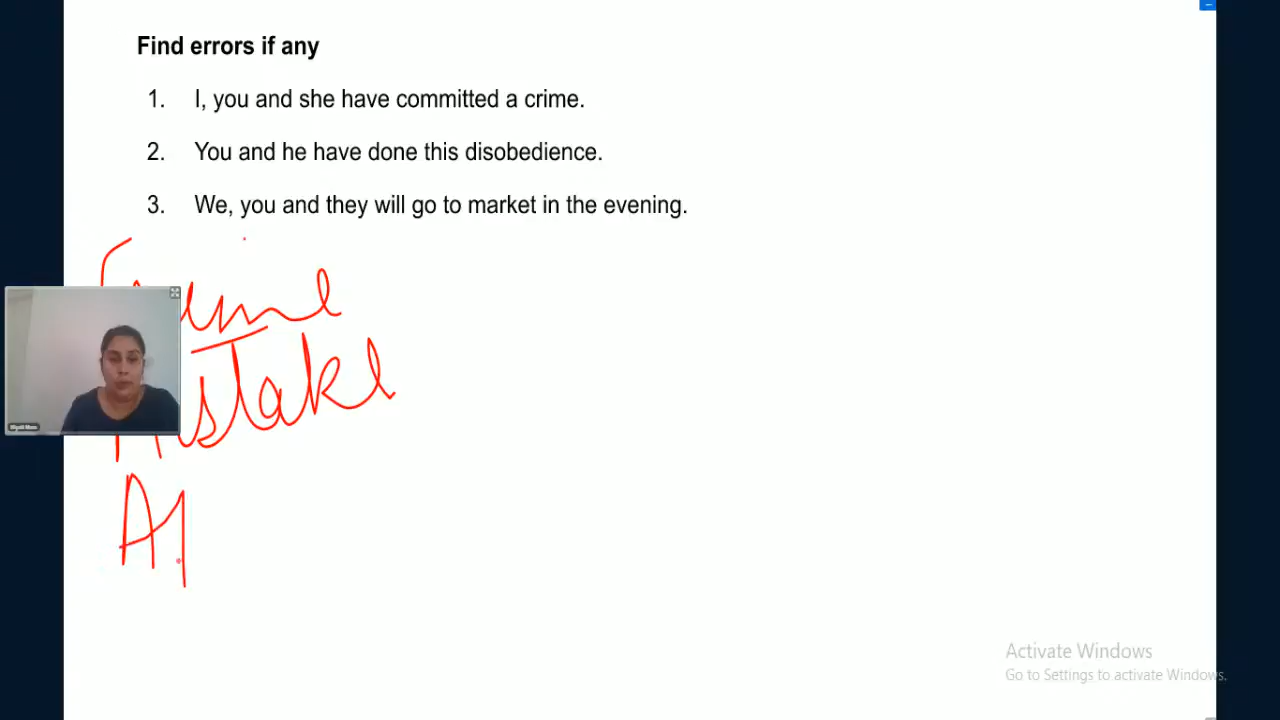 Find errors if any
1. I, you and she have committed a crime.
2. You and he have done this disobedience.
3. We, you and they will go to market in the evening.
Crime
Mistake
Ap
Activate Windows
Go to Settings to activate Windows.